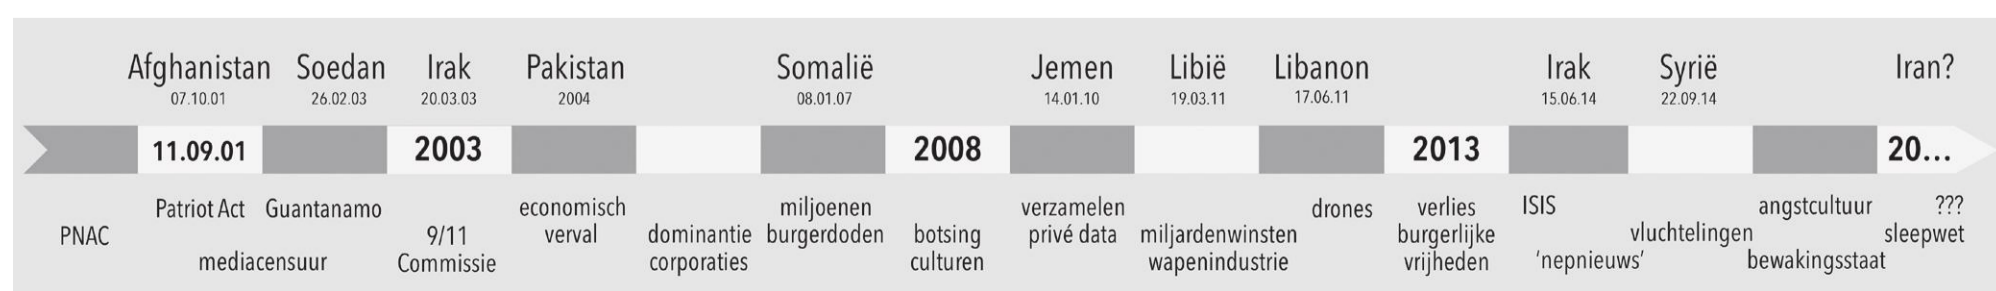 Afghanistan Soedan Irak Pakistan Somalië Jemen Libië Libanon Irak Syrië Iran?
07.10.01 26.02.03 20.03.03 2004 08.01.07 14.01.10 19.03.11 17.06.11 15.06.14 22.09.14
11.09.01 2003 2008 2013 20...
PNAC
Patriot Act
Guantanamo
mediacensuur
9/11
Commissie
economisch
verval
dominantie
corporaties
miljoenen
burgerdoden
botsing
culturen
verzamelen
privé data
miljardenwinsten
wapenindustrie
drones
verlies
burgerlijke
vrijheden
ISIS
'nepnieuws'
vluchtelingen
angstcultuur
bewakingsstaat
???
sleepwet